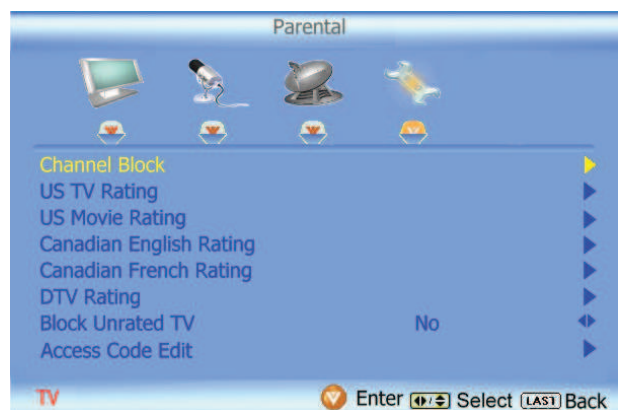 Parental
Channel Block
US TV Rating
US Movie Rating
Canadian English Rating
Canadian French Rating
DTV Rating
Block Unrated TV No
Access Code Edit
TV Enter Select LAST Back